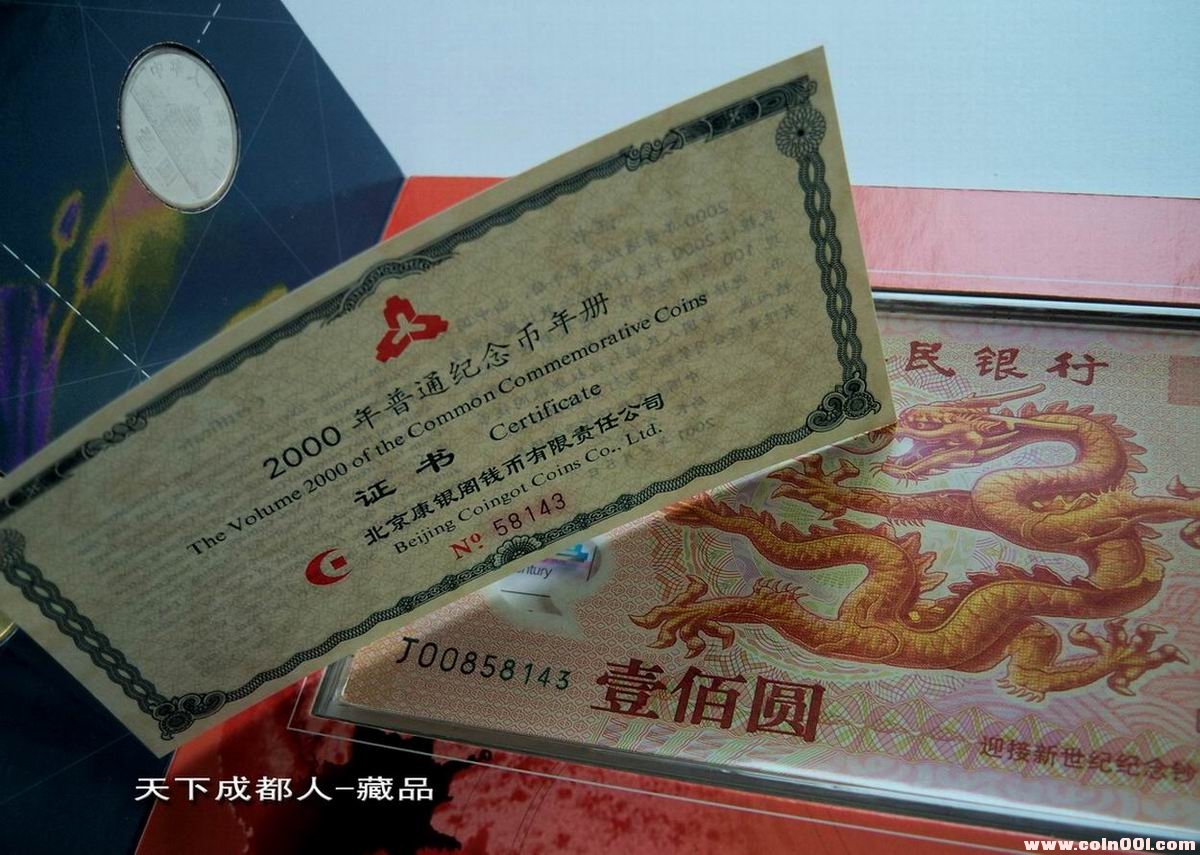 2000 年普通纪念币年册
The Volume 2000 of the Common Commemorative Coins
证书 Certificate
北京康银阁钱币有限责任公司
Beijing Coingot Coins Co., Ltd.
Nº 58143
民银行
ntury
J00858143
壹佰圆
迎接新世纪纪念钞
天下成都人-藏品
www.coin001.com